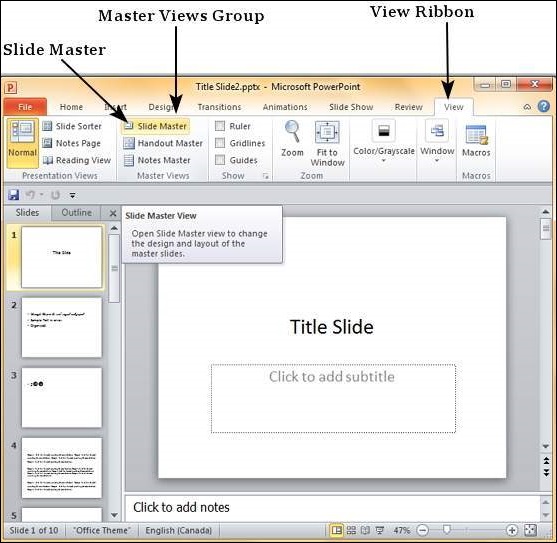 Master Views Group
View Ribbon
Slide Master
Title Slide2.pptx - Microsoft PowerPoint
File Home Insert Design Transitions Animations Slide Show Review View
Normal
Slide Sorter
Notes Page
Reading View
Presentation Views
Slide Master
Handout Master
Notes Master
Master Views
Ruler
Gridlines
Guides
Show
Zoom
Fit to
Window
Zoom
Color/Grayscale
Window
Macros
Macros
Slides Outline
Slide Master View
Open Slide Master view to change
the design and layout of the
master slides.
1
2
3
4
5
Title Slide
Click to add subtitle
Click to add notes
Slide 1 of 10 "Office Theme" English (Canada) 47%